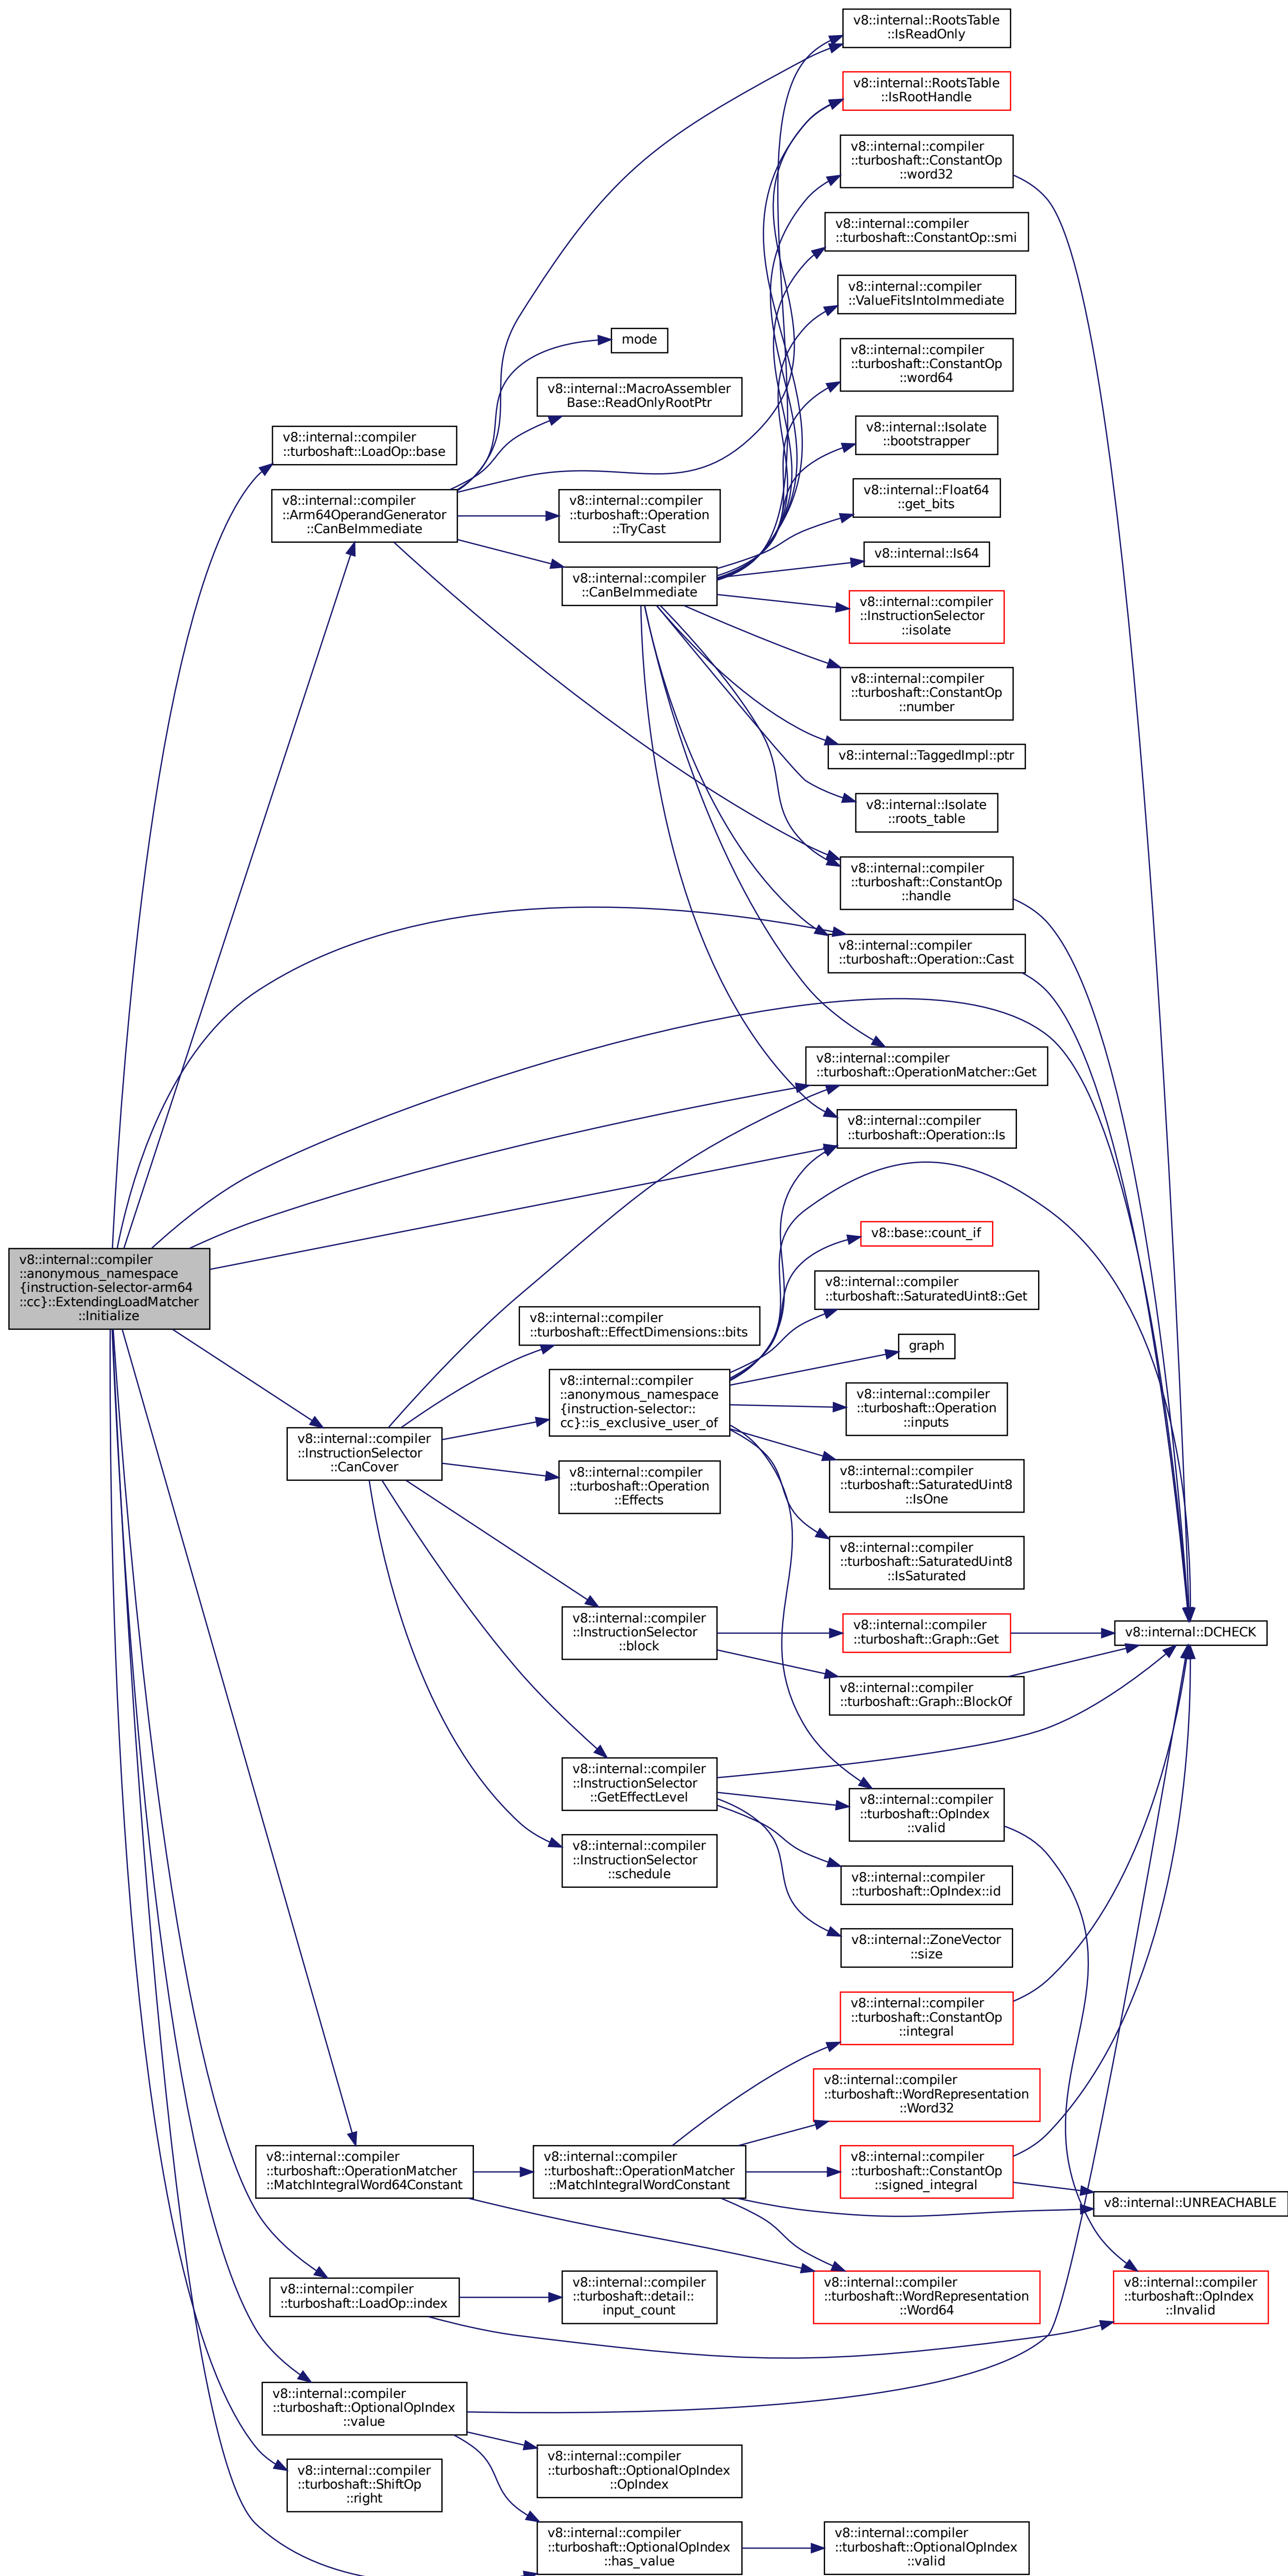 v8::internal::RootsTable
::IsReadOnly
v8::internal::RootsTable
::IsRootHandle
v8::internal::compiler
::turboshaft::ConstantOp
::word32
v8::internal::compiler
::turboshaft::ConstantOp::smi
v8::internal::compiler
::ValueFitsIntoImmediate
mode
v8::internal::compiler
::turboshaft::ConstantOp
::word64
v8::internal::MacroAssembler
Base::ReadOnlyRootPtr
v8::internal::Isolate
::bootstrapper
v8::internal::compiler
::turboshaft::LoadOp::base
v8::internal::Float64
::get_bits
v8::internal::compiler
::Arm64OperandGenerator
::CanBeImmediate
v8::internal::compiler
::turboshaft::Operation
::TryCast
v8::internal::Is64
v8::internal::compiler
::CanBeImmediate
v8::internal::compiler
::InstructionSelector
::isolate
v8::internal::compiler
::turboshaft::ConstantOp
::number
v8::internal::TaggedImpl::ptr
v8::internal::Isolate
::roots_table
v8::internal::compiler
::turboshaft::ConstantOp
::handle
v8::internal::compiler
::turboshaft::Operation::Cast
v8::internal::compiler
::turboshaft::OperationMatcher::Get
v8::internal::compiler
::turboshaft::Operation::Is
v8::base::count_if
v8::internal::compiler
::anonymous_namespace
{instruction-selector-arm64
::cc}::ExtendingLoadMatcher
::Initialize
v8::internal::compiler
::turboshaft::SaturatedUint8::Get
v8::internal::compiler
::turboshaft::EffectDimensions::bits
graph
v8::internal::compiler
::anonymous_namespace
{instruction-selector::
cc}::is_exclusive_user_of
v8::internal::compiler
::turboshaft::Operation
::inputs
v8::internal::compiler
::InstructionSelector
::CanCover
v8::internal::compiler
::turboshaft::Operation
::Effects
v8::internal::compiler
::turboshaft::SaturatedUint8
::IsOne
v8::internal::compiler
::turboshaft::SaturatedUint8
::IsSaturated
v8::internal::compiler
::InstructionSelector
::block
v8::internal::compiler
::turboshaft::Graph::Get
v8::internal::DCHECK
v8::internal::compiler
::turboshaft::Graph::BlockOf
v8::internal::compiler
::InstructionSelector
::GetEffectLevel
v8::internal::compiler
::turboshaft::OpIndex
::valid
v8::internal::compiler
::InstructionSelector
::schedule
v8::internal::compiler
::turboshaft::OpIndex::id
v8::internal::ZoneVector
::size
v8::internal::compiler
::turboshaft::ConstantOp
::integral
v8::internal::compiler
::turboshaft::WordRepresentation
::Word32
v8::internal::compiler
::turboshaft::OperationMatcher
::MatchIntegralWord64Constant
v8::internal::compiler
::turboshaft::OperationMatcher
::MatchIntegralWordConstant
v8::internal::compiler
::turboshaft::ConstantOp
::signed_integral
v8::internal::UNREACHABLE
v8::internal::compiler
::turboshaft::LoadOp::index
v8::internal::compiler
::turboshaft::detail::
input_count
v8::internal::compiler
::turboshaft::WordRepresentation
::Word64
v8::internal::compiler
::turboshaft::OpIndex
::Invalid
v8::internal::compiler
::turboshaft::OptionalOpIndex
::value
v8::internal::compiler
::turboshaft::ShiftOp
::right
v8::internal::compiler
::turboshaft::OptionalOpIndex
::OpIndex
v8::internal::compiler
::turboshaft::OptionalOpIndex
::has_value
v8::internal::compiler
::turboshaft::OptionalOpIndex
::valid